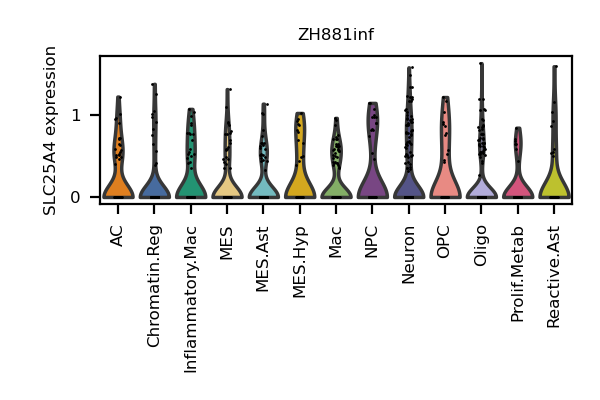 ZH881inf
SLC25A4 expression
1
0
AC
Chromatin.Reg
Inflammatory.Mac
MES
MES.Ast
MES.Hyp
Mac
NPC
Neuron
OPC
Oligo
Prolif.Metab
Reactive.Ast